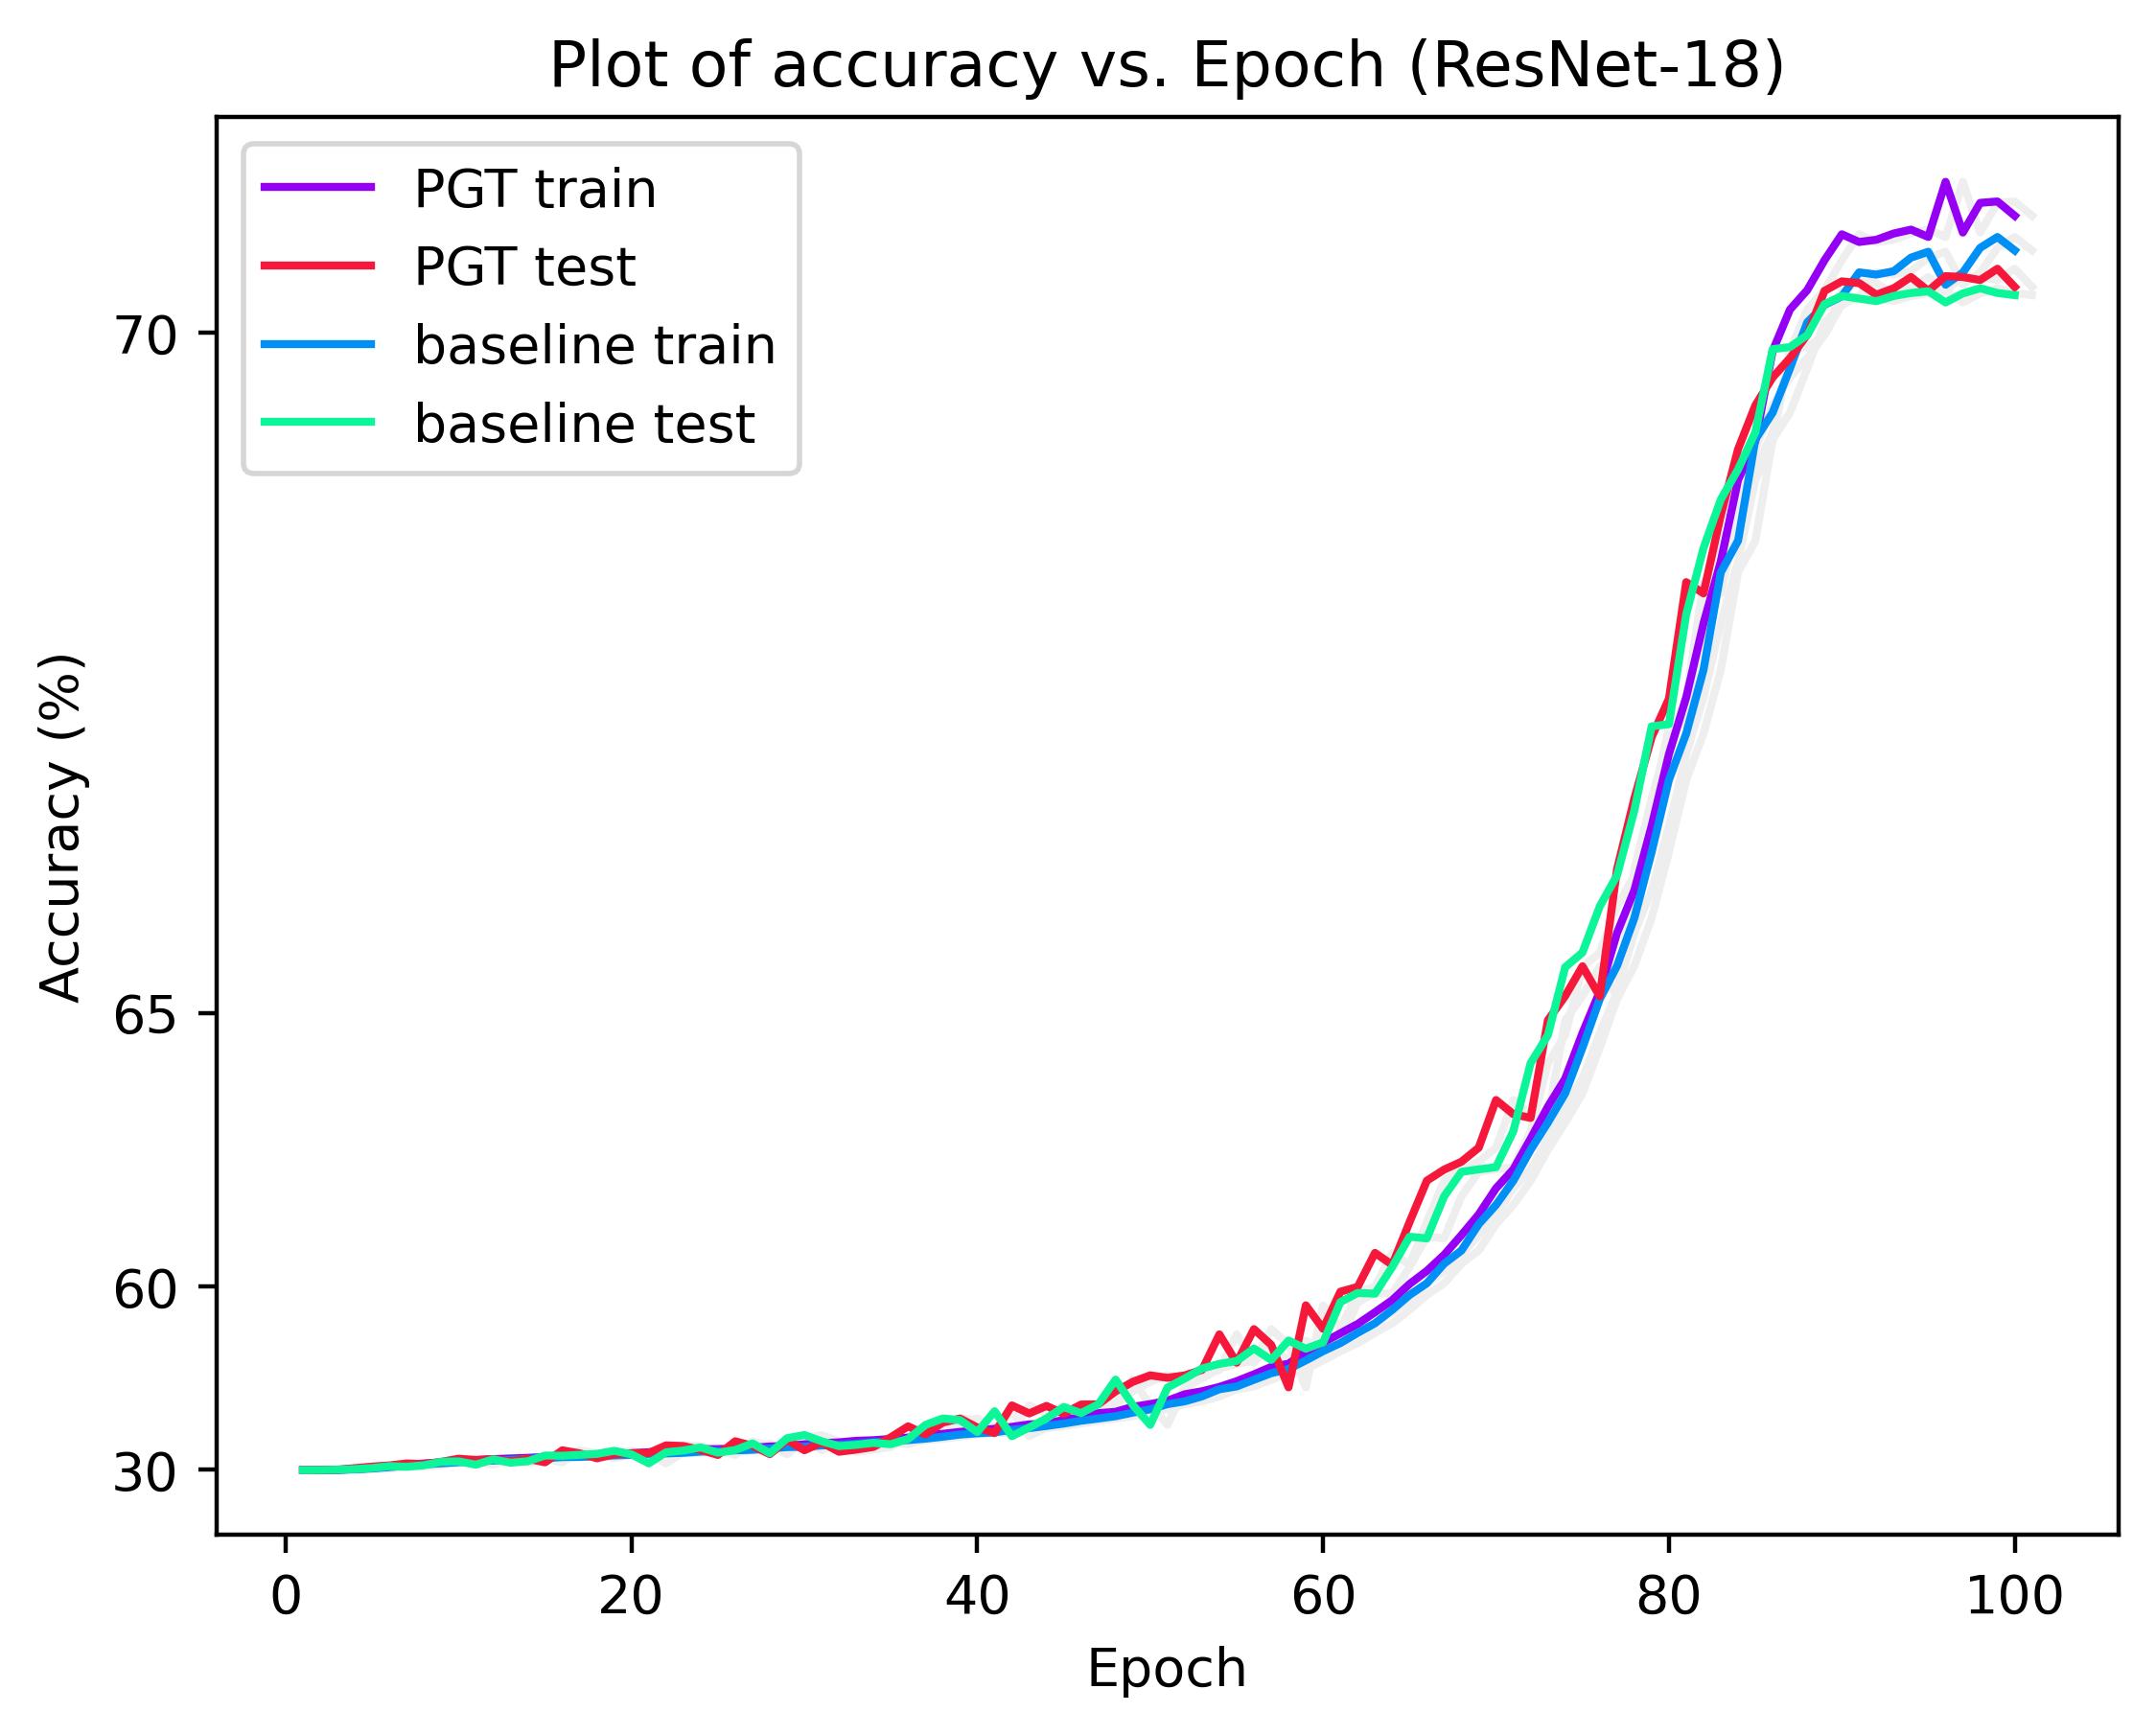 Plot of accuracy vs. Epoch (ResNet-18)
PGT train
PGT test
baseline train
baseline test
Accuracy (%)
70
65
60
30
0 20 40 60 80 100
Epoch